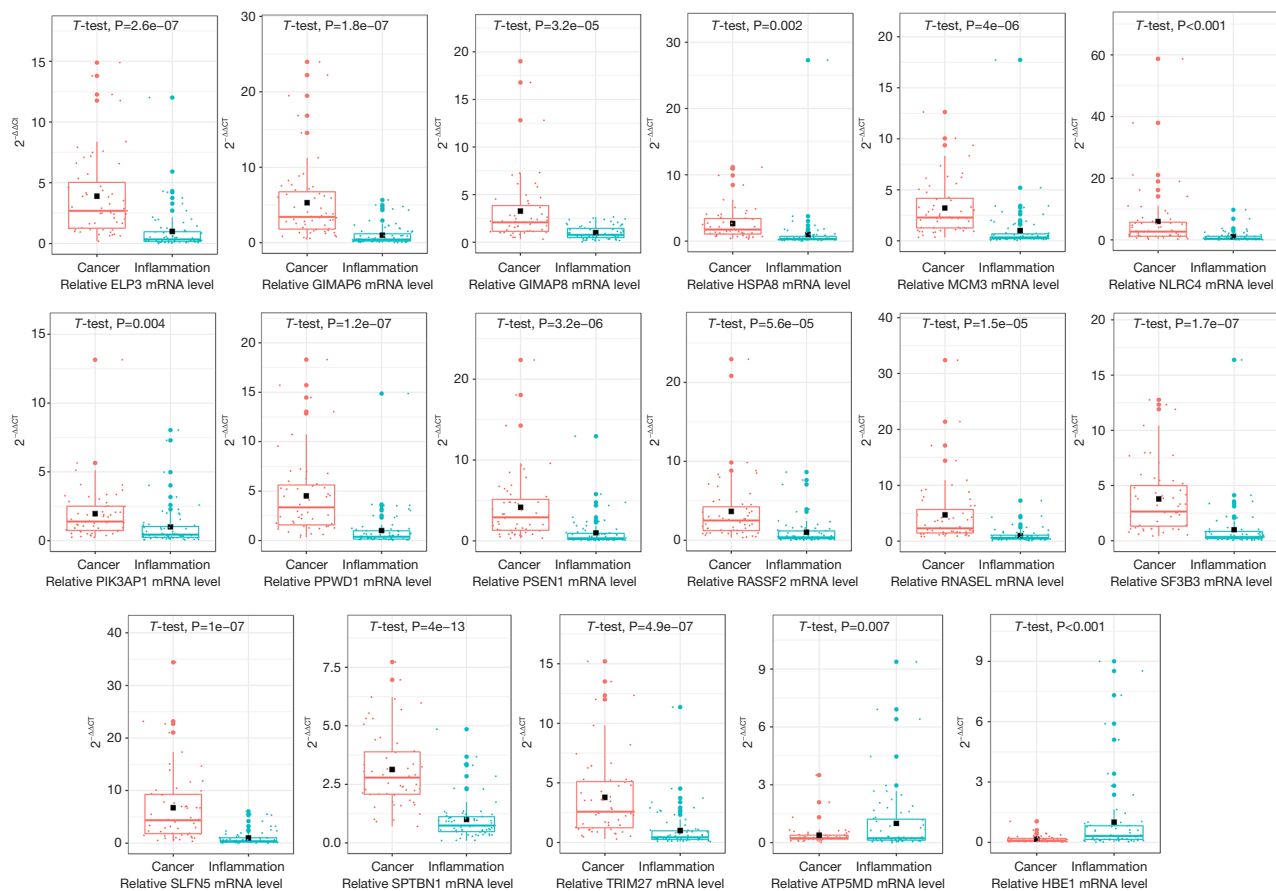 T-test, P=2.6e−07
15
10
5
0
2−ΔΔCt
Cancer Inflammation
Relative ELP3 mRNA level
T-test, P=1.8e−07
30
20
10
0
2−ΔΔCT
Cancer Inflammation
Relative GIMAP6 mRNA level
T-test, P=3.2e−05
20
15
10
5
0
2−ΔΔCT
Cancer Inflammation
Relative GIMAP8 mRNA level
T-test, P=0.002
30
20
10
0
2−ΔΔCT
Cancer Inflammation
Relative HSPA8 mRNA level
T-test, P=4e−06
15
10
5
0
2−ΔΔCT
Cancer Inflammation
Relative MCM3 mRNA level
T-test, P<0.001
60
40
20
0
2−ΔΔCT
Cancer Inflammation
Relative NLRC4 mRNA level
T-test, P=0.004
15
10
5
0
2−ΔΔCT
Cancer Inflammation
Relative PIK3AP1 mRNA level
T-test, P=1.2e−07
20
15
10
5
0
2−ΔΔCT
Cancer Inflammation
Relative PPWD1 mRNA level
T-test, P=3.2e−06
20
10
0
2−ΔΔCT
Cancer Inflammation
Relative PSEN1 mRNA level
T-test, P=5.6e−05
20
10
0
2−ΔΔCT
Cancer Inflammation
Relative RASSF2 mRNA level
T-test, P=1.5e−05
40
30
20
10
0
2−ΔΔCT
Cancer Inflammation
Relative RNASEL mRNA level
T-test, P=1.7e−07
20
15
10
5
0
2−ΔΔCT
Cancer Inflammation
Relative SF3B3 mRNA level
T-test, P=1e−07
40
30
20
10
0
2−ΔΔCT
Cancer Inflammation
Relative SLFN5 mRNA level
T-test, P=4e−13
7.5
5.0
2.5
0.0
2−ΔΔCT
Cancer Inflammation
Relative SPTBN1 mRNA level
T-test, P=4.9e−07
15
10
5
0
2−ΔΔCT
Cancer Inflammation
Relative TRIM27 mRNA level
T-test, P=0.007
9
6
3
0
2−ΔΔCT
Cancer Inflammation
Relative ATP5MD mRNA level
T-test, P<0.001
9
6
3
0
2−ΔΔCT
Cancer Inflammation
Relative HBE1 mRNA level